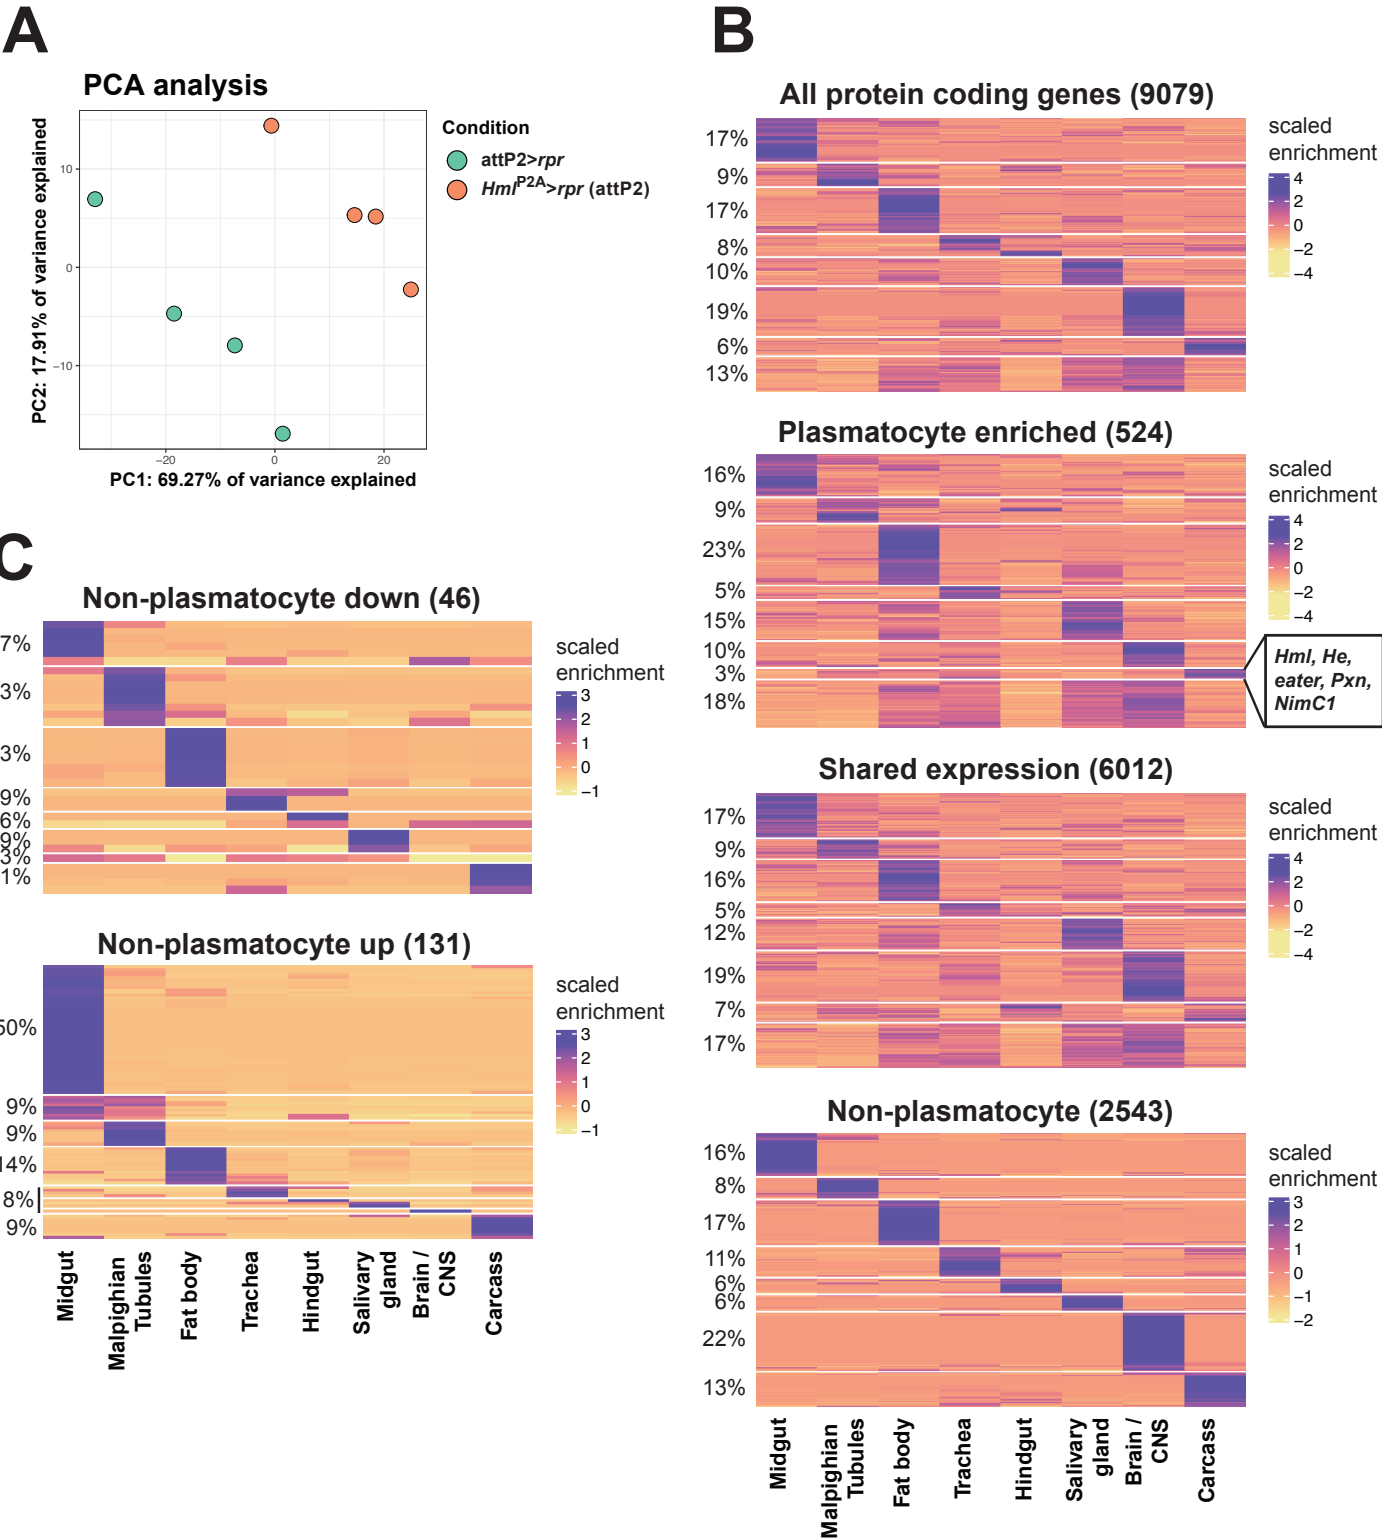 A
PCA analysis
PC2: 17.91% of variance explained
10
0
−10
−20
0
20
PC1: 69.27% of variance explained
Condition
attP2>rpr
HmlP2A>rpr (attP2)
B
All protein coding genes (9079)
17%
9%
17%
8%
10%
19%
6%
13%
scaled
enrichment
4
2
0
−2
−4
Plasmatocyte enriched (524)
16%
9%
23%
5%
15%
10%
3%
18%
scaled
enrichment
4
2
0
−2
−4
Hml, He,
eater, Pxn,
NimC1
Shared expression (6012)
17%
9%
16%
5%
12%
19%
7%
17%
scaled
enrichment
4
2
0
−2
−4
Non-plasmatocyte (2543)
16%
8%
17%
11%
6%
6%
22%
13%
scaled
enrichment
3
2
1
0
−1
−2
Midgut
Malpighian
Tubules
Fat body
Trachea
Hindgut
Salivary
gland
Brain /
CNS
Carcass
C
Non-plasmatocyte down (46)
7%
3%
3%
9%
6%
9%
3%
1%
scaled
enrichment
3
2
1
0
−1
Non-plasmatocyte up (131)
50%
9%
9%
14%
8%
9%
scaled
enrichment
3
2
1
0
−1
Midgut
Malpighian
Tubules
Fat body
Trachea
Hindgut
Salivary
gland
Brain /
CNS
Carcass